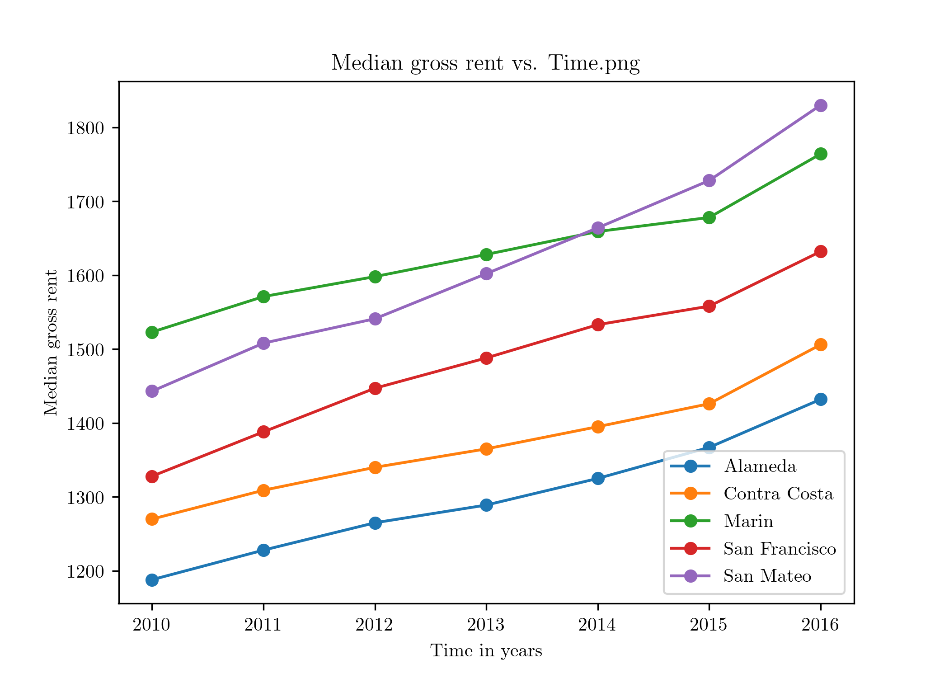 Median gross rent vs. Time.png
Median gross rent
1800
1700
1600
1500
1400
1300
1200
2010 2011 2012 2013 2014 2015 2016
Time in years
Alameda
Contra Costa
Marin
San Francisco
San Mateo